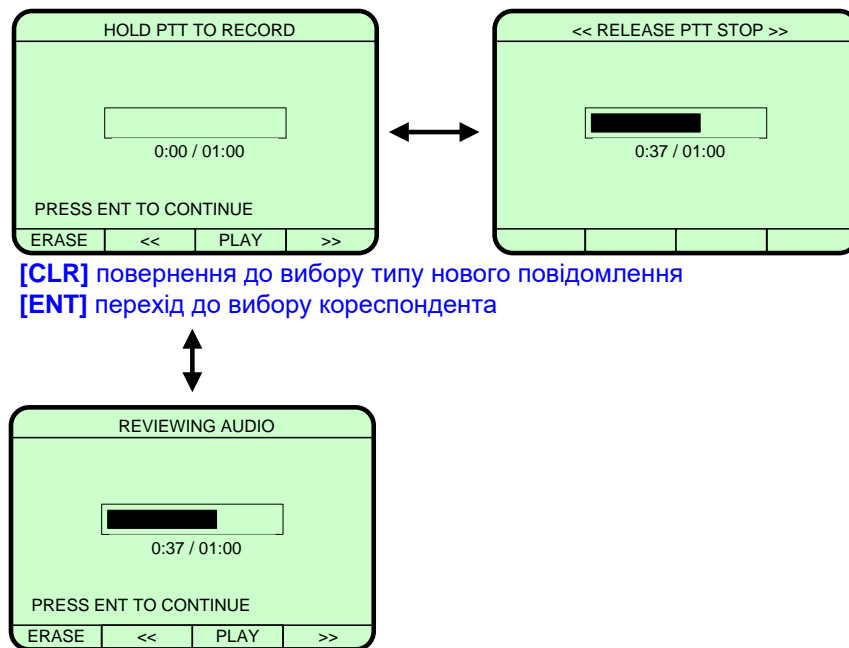 HOLD PTT TO RECORD
0:00 / 01:00
PRESS ENT TO CONTINUE
ERASE << PLAY >>
<< RELEASE PTT STOP >>
0:37 / 01:00
[CLR] повернення до вибору типу нового повідомлення
[ENT] перехід до вибору кореспондента
REVIEWING AUDIO
0:37 / 01:00
PRESS ENT TO CONTINUE
ERASE << PLAY >>